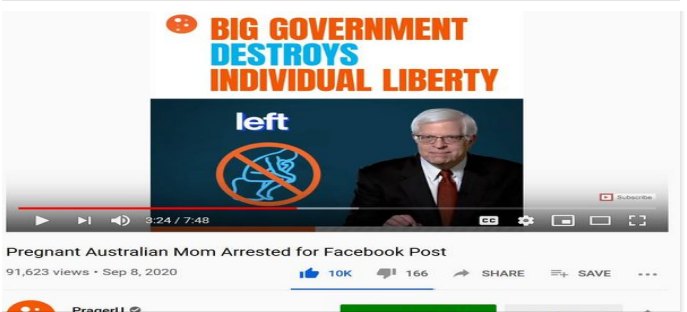 BIG GOVERNMENT
DESTROYS
INDIVIDUAL LIBERTY
left
Subscribe
3:24 / 7:48
CC
Pregnant Australian Mom Arrested for Facebook Post
91,623 views • Sep 8, 2020
10K 166 SHARE SAVE
PragerU